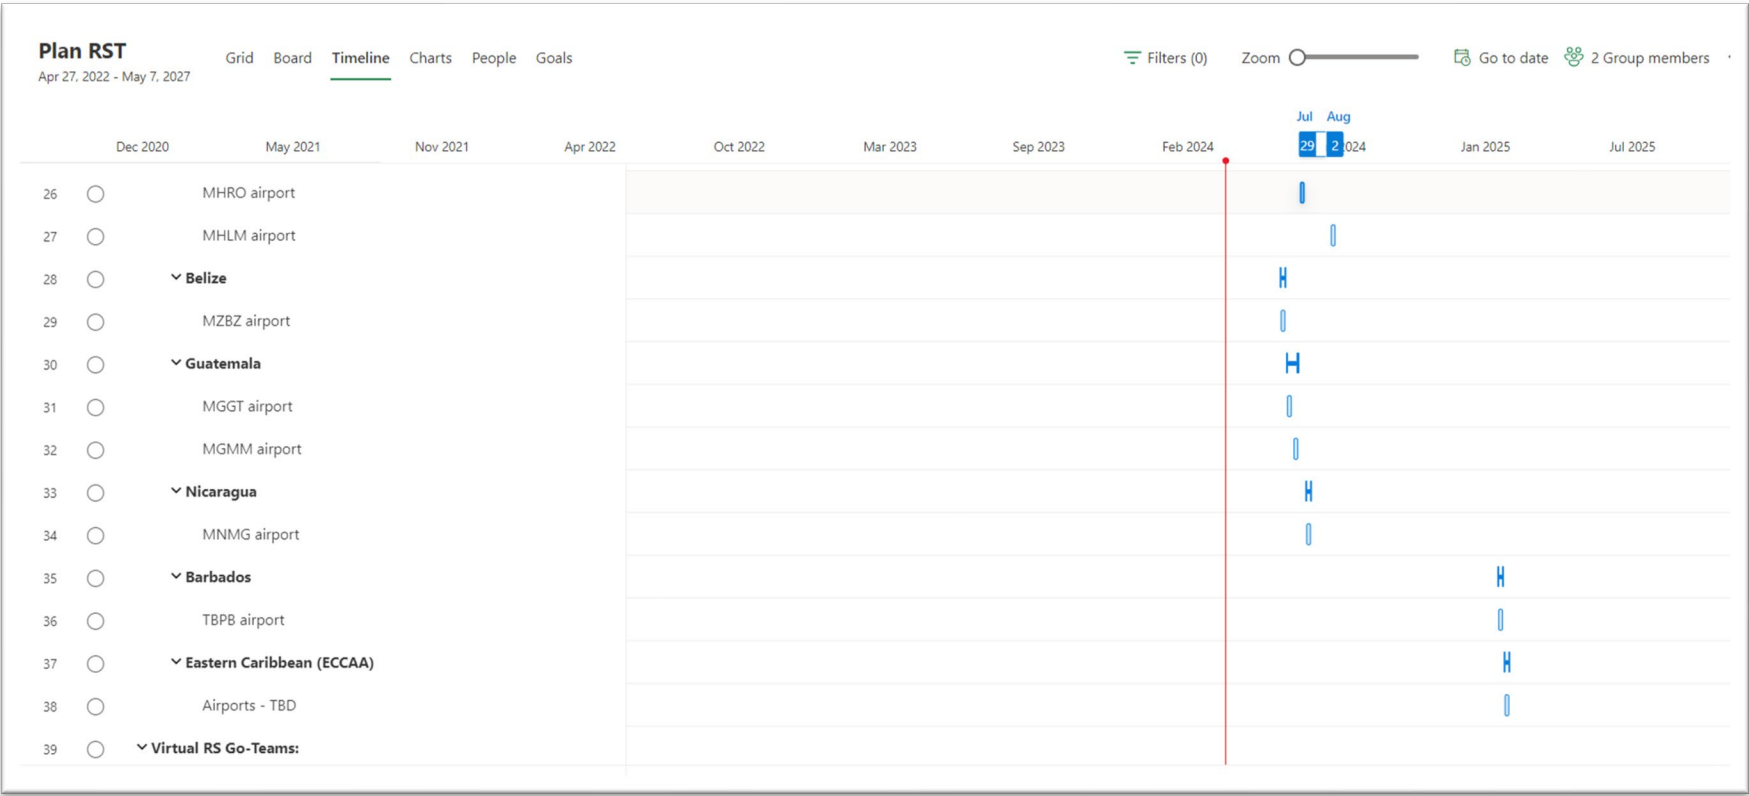 Plan RST
Apr 27, 2022 - May 7, 2027
Grid Board Timeline Charts People Goals
Filters (0) Zoom Go to date 2 Group members
Jul Aug
29 2
Dec 2020 May 2021 Nov 2021 Apr 2022 Oct 2022 Mar 2023 Sep 2023 Feb 2024 2024 Jan 2025 Jul 2025
26 MHRO airport
27 MHLM airport
28 Belize
29 MZBZ airport
30 Guatemala
31 MGGT airport
32 MGMM airport
33 Nicaragua
34 MNMG airport
35 Barbados
36 TBPB airport
37 Eastern Caribbean (ECCAA)
38 Airports - TBD
39 Virtual RS Go-Teams: